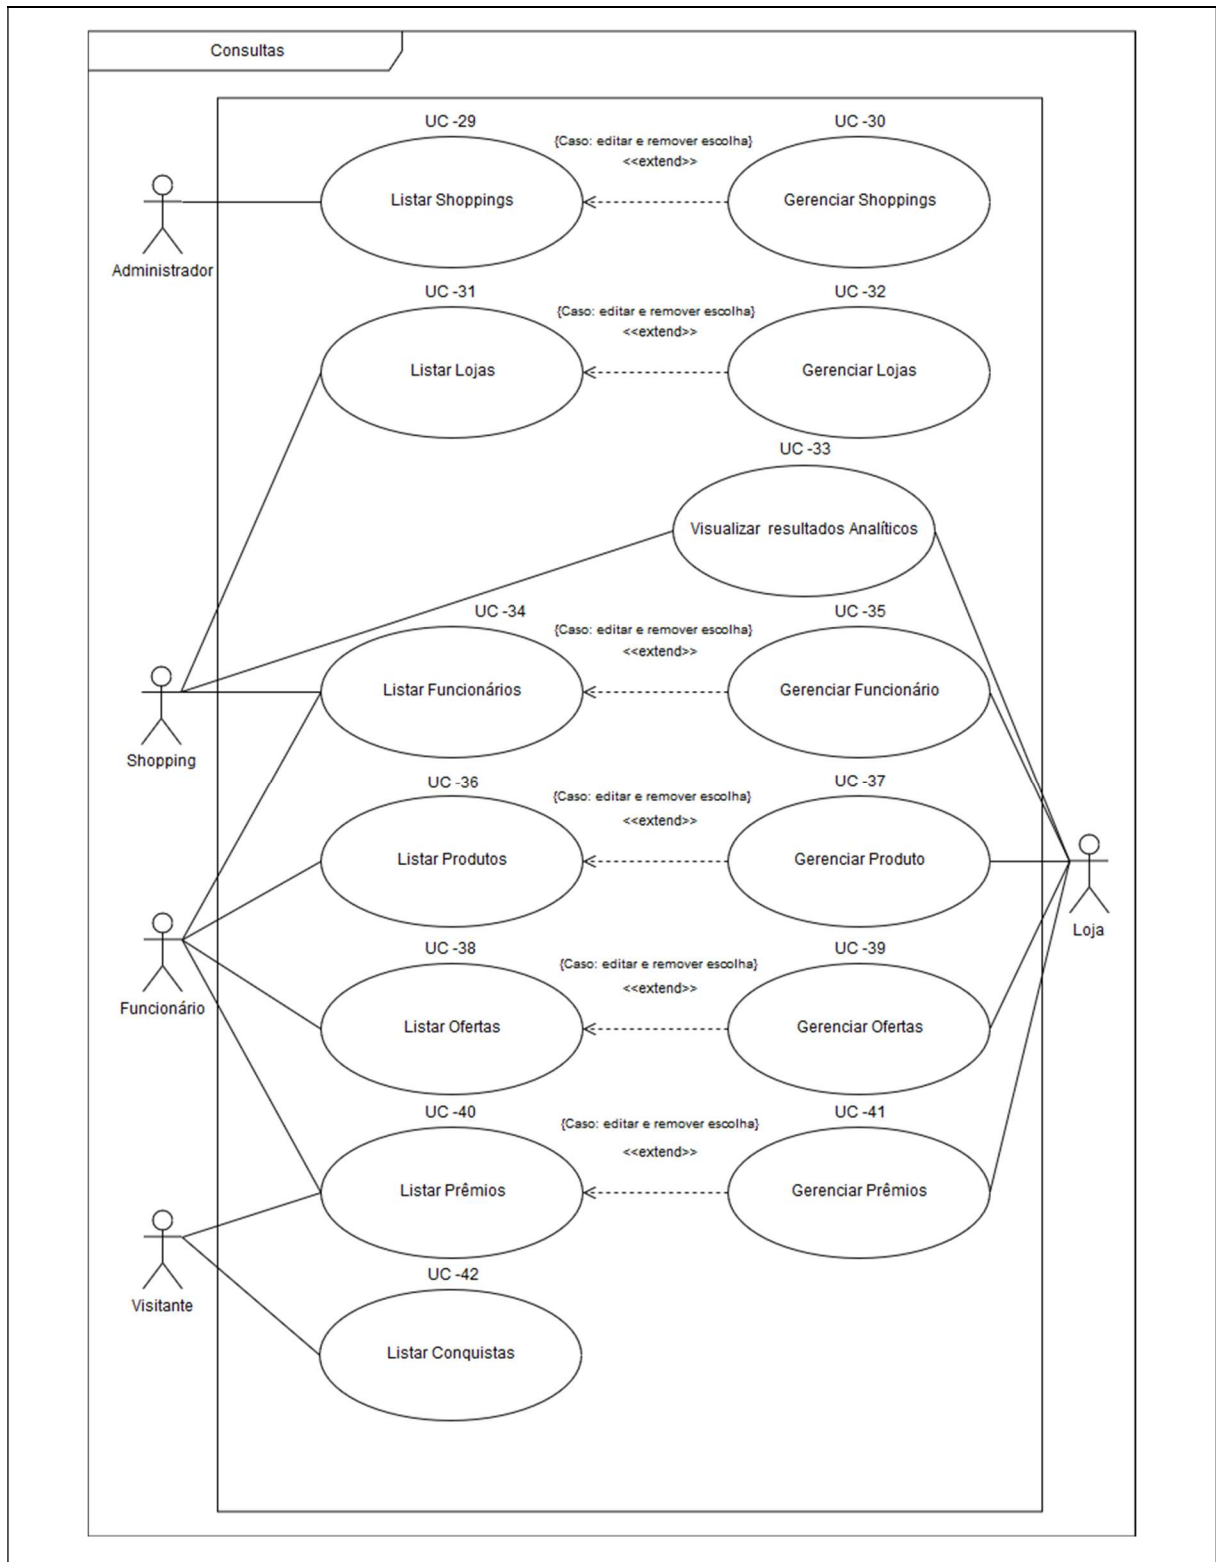 Consultas
UC -29
UC -30
{Caso: editar e remover escolha}
<<extend>>
Listar Shoppings
Gerenciar Shoppings
Administrador
UC -31
UC -32
{Caso: editar e remover escolha}
<<extend>>
Listar Lojas
Gerenciar Lojas
UC -33
Visualizar resultados Analíticos
UC -34
UC -35
{Caso: editar e remover escolha}
<<extend>>
Listar Funcionários
Gerenciar Funcionário
Shopping
UC -36
UC -37
{Caso: editar e remover escolha}
<<extend>>
Listar Produtos
Gerenciar Produto
Loja
UC -38
UC -39
{Caso: editar e remover escolha}
<<extend>>
Funcionário
Listar Ofertas
Gerenciar Ofertas
UC -40
UC -41
{Caso: editar e remover escolha}
<<extend>>
Listar Prêmios
Gerenciar Prêmios
UC -42
Visitante
Listar Conquistas